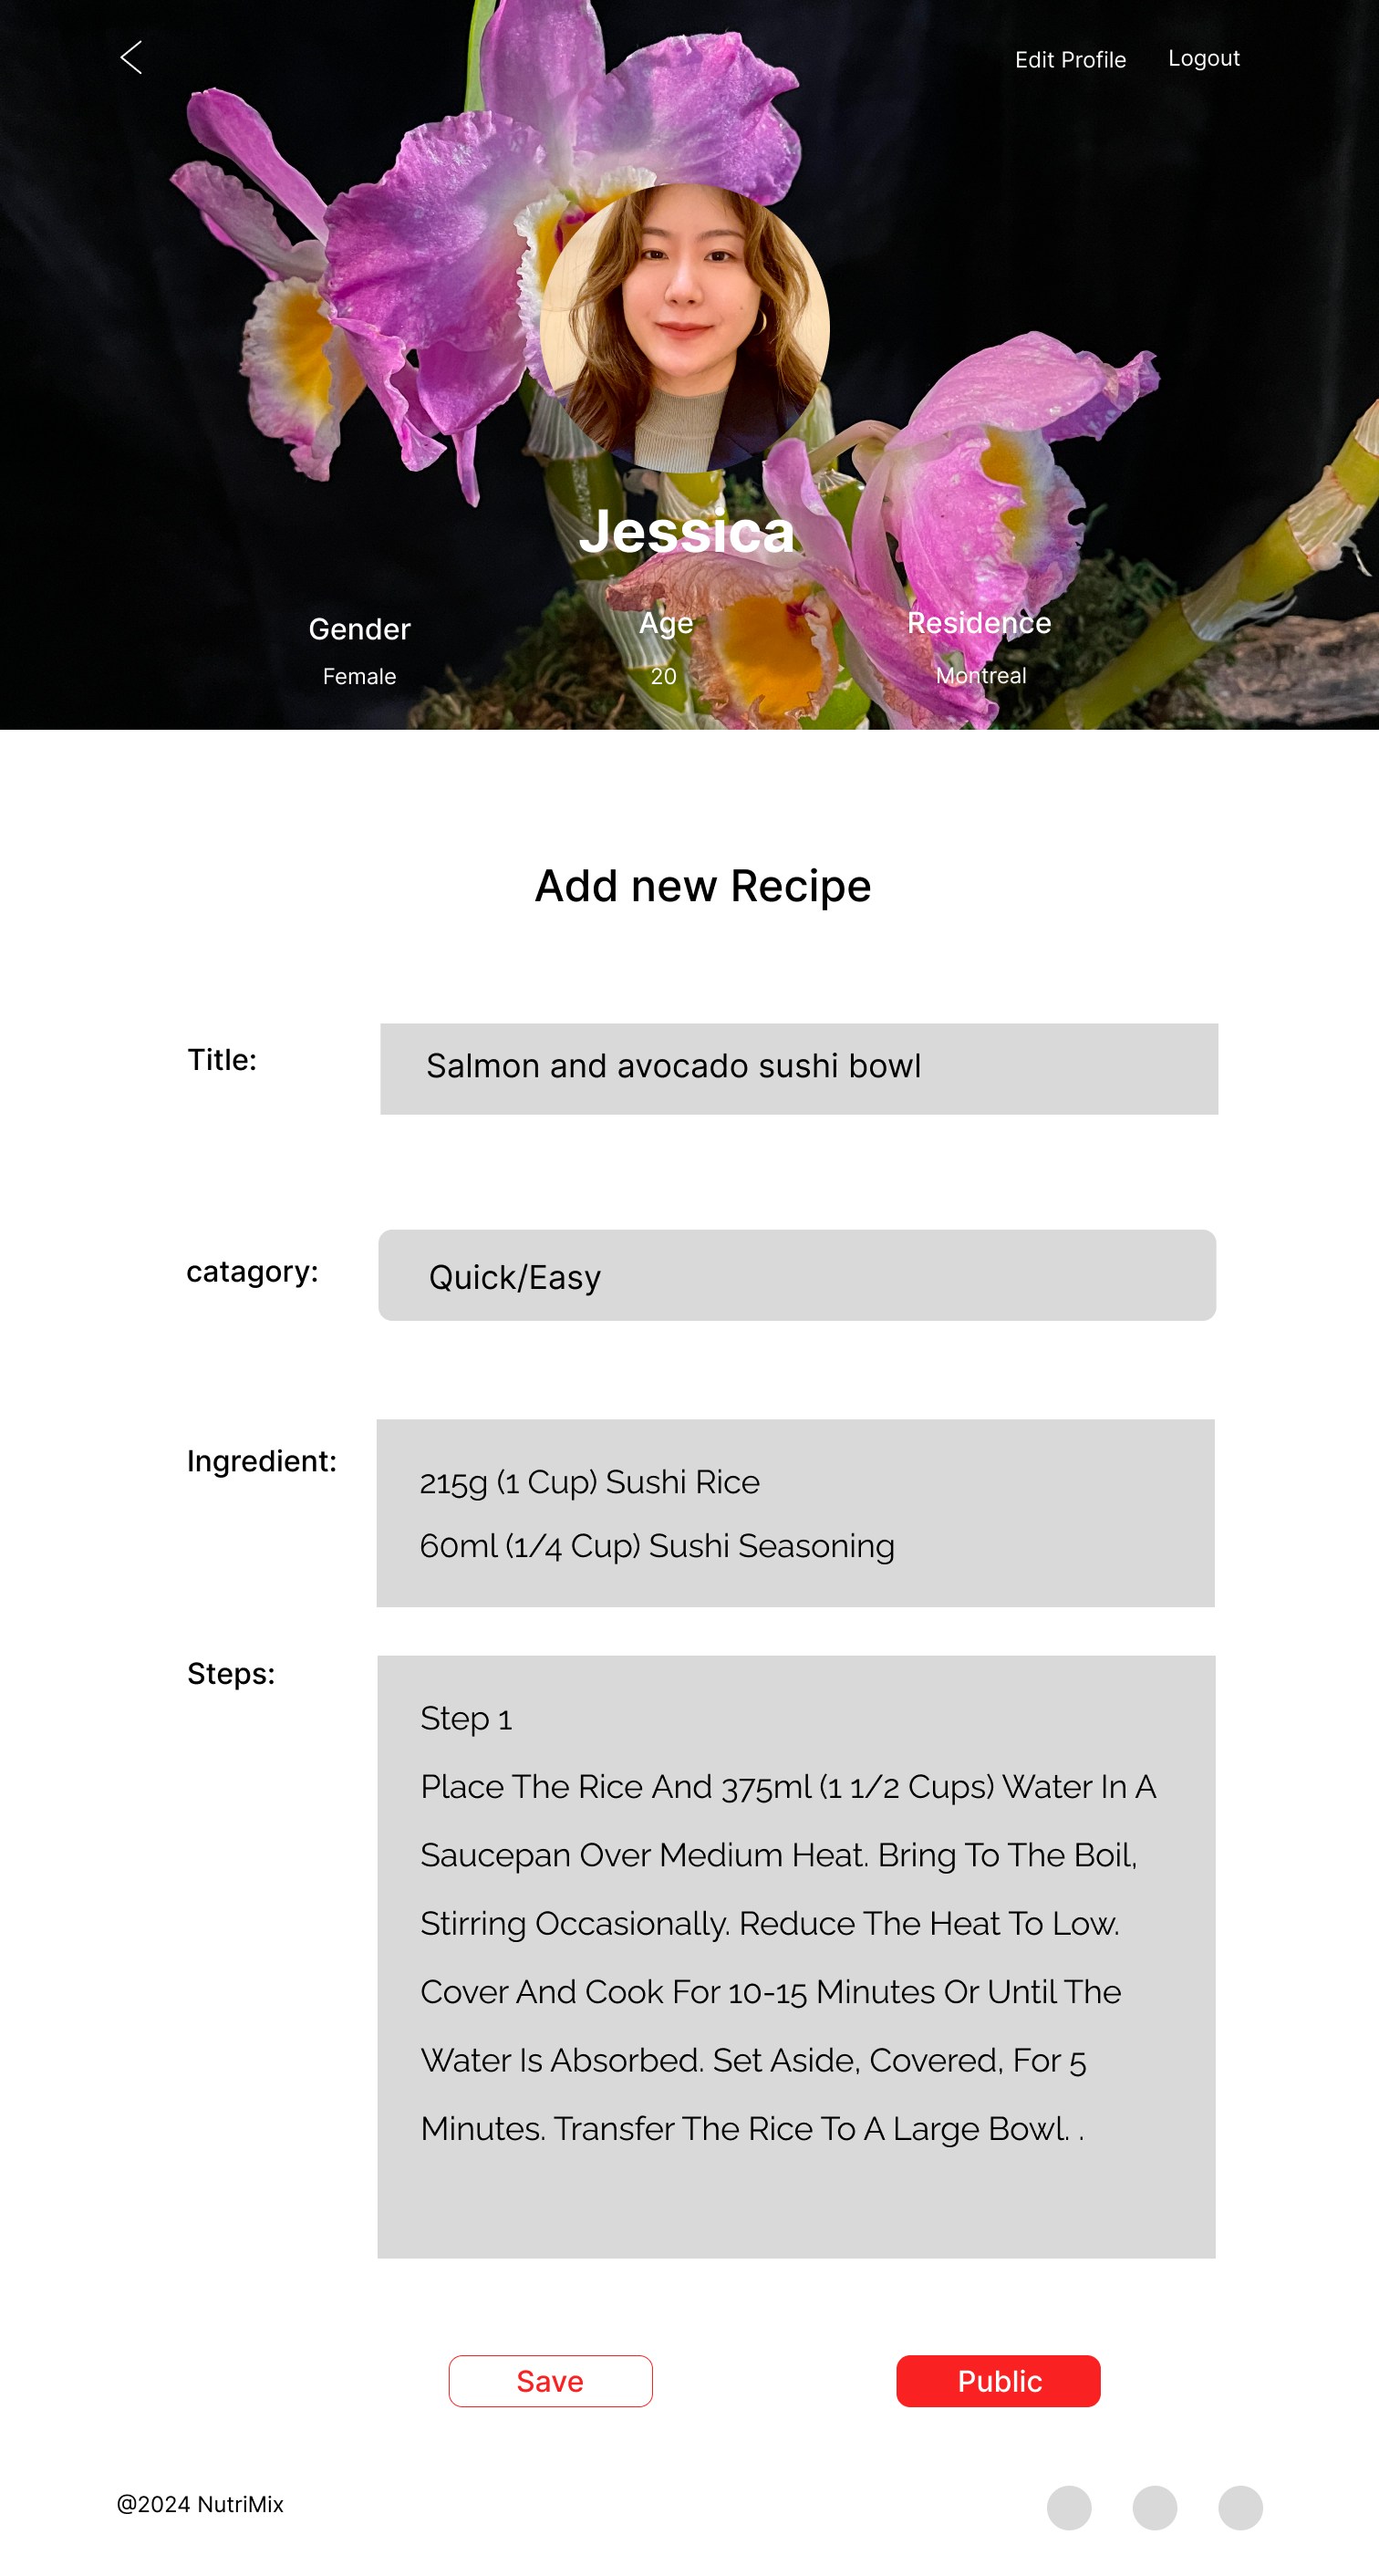 Edit Profile
Logout
Jessica
Gender
Age
Residence
Female
20
Montreal
Add new Recipe
Title:
Salmon and avocado sushi bowl
catagory:
Quick/Easy
Ingredient:
215g (1 Cup) Sushi Rice
60ml (1/4 Cup) Sushi Seasoning
Steps:
Step 1
Place The Rice And 375ml (1 1/2 Cups) Water In A
Saucepan Over Medium Heat. Bring To The Boil,
Stirring Occasionally. Reduce The Heat To Low.
Cover And Cook For 10-15 Minutes Or Until The
Water Is Absorbed. Set Aside, Covered, For 5
Minutes. Transfer The Rice To A Large Bowl. .
Save
Public
@2024 NutriMix